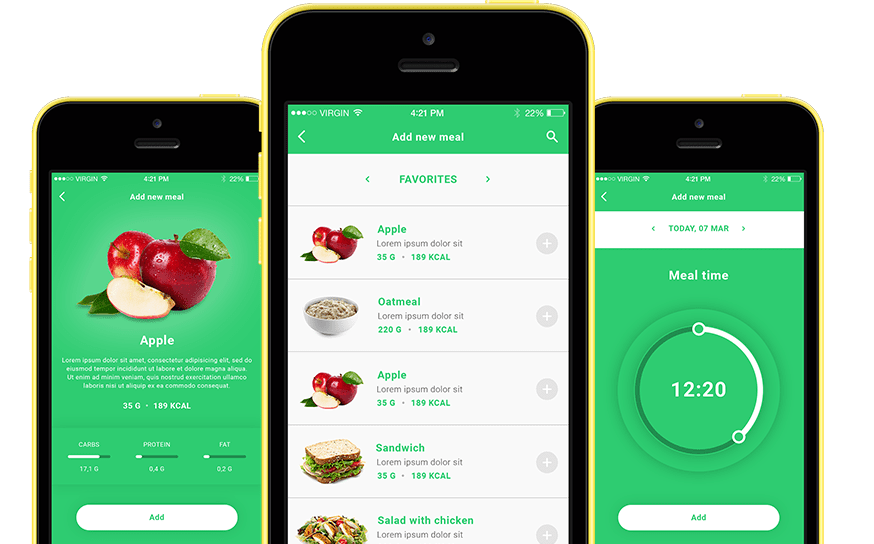 VIRGIN 4:21 PM 22%
Add new meal
Apple
Lorem ipsum dolor sit amet, consectetur adipisicing elit, sed do
eiusmod tempor incididunt ut labore et dolore magna aliqua.
Ut enim ad minim veniam, quis nostrud exercitation ullamco
laboris nisi ut aliquip ex ea commodo consequat.
35 G • 189 KCAL
CARBS PROTEIN FAT
17,1 G 0,4 G 0,2 G
Add
VIRGIN 4:21 PM 22%
Add new meal
FAVORITES
Apple
Lorem ipsum dolor sit
35 G • 189 KCAL
Oatmeal
Lorem ipsum dolor sit
220 G • 189 KCAL
Apple
Lorem ipsum dolor sit
35 G • 189 KCAL
Sandwich
Lorem ipsum dolor sit
35 G • 189 KCAL
Salad with chicken
Lorem ipsum dolor sit
VIRGIN 4:21 PM 22%
Add new meal
TODAY, 07 MAR
Meal time
12:20
Add